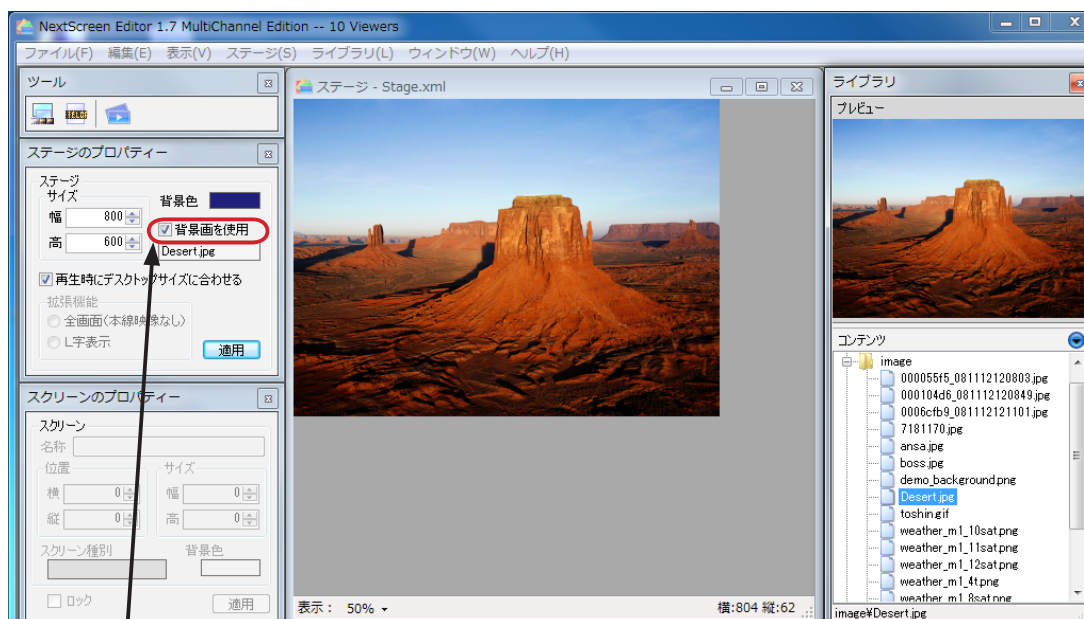 NextScreen Editor 1.7 MultiChannel Edition -- 10 Viewers
ファイル(F) 編集(E) 表示(V) ステージ(S) ライブラリ(L) ウィンドウ(W) ヘルプ(H)
ツール
ステージのプロパティー
ステージ
サイズ
幅 800
高 600
背景色
背景画を使用
Desert.jpg
再生時にデスクトップサイズに合わせる
拡張機能
全画面(本線映像なし)
L字表示
適用
スクリーンのプロパティー
スクリーン
名称
位置
横 0
縦 0
サイズ
幅 0
高 0
スクリーン種別
背景色
ロック
適用
ステージ - Stage.xml
表示: 50%
横:804 縦:62
ライブラリ
プレビュー
コンテンツ
image
000055f5_081112120803.jpg
000104d6_081112120849.jpg
0006cfb9_081112121101.jpg
7181170.jpg
ansa.jpg
boss.jpg
demo_background.png
Desert.jpg
toshin.gif
weather_m1_10sat.png
weather_m1_11sat.png
weather_m1_12sat.png
weather_m1_4t.png
weather_m1_8sat.png
image¥Desert.jpg